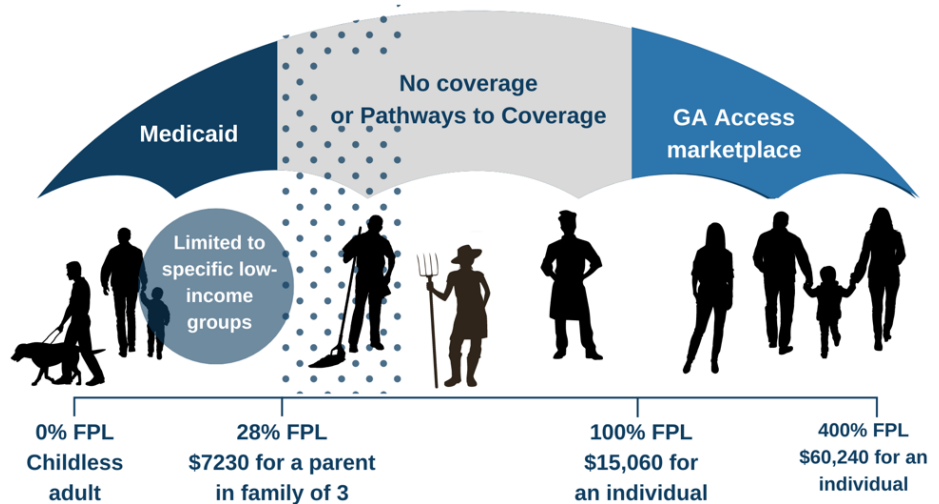 No coverage
or Pathways to Coverage
Medicaid
GA Access
marketplace
Limited to
specific low-
income
groups
0% FPL
Childless
adult
28% FPL
$7230 for a parent
in family of 3
100% FPL
$15,060 for
an individual
400% FPL
$60,240 for an
individual